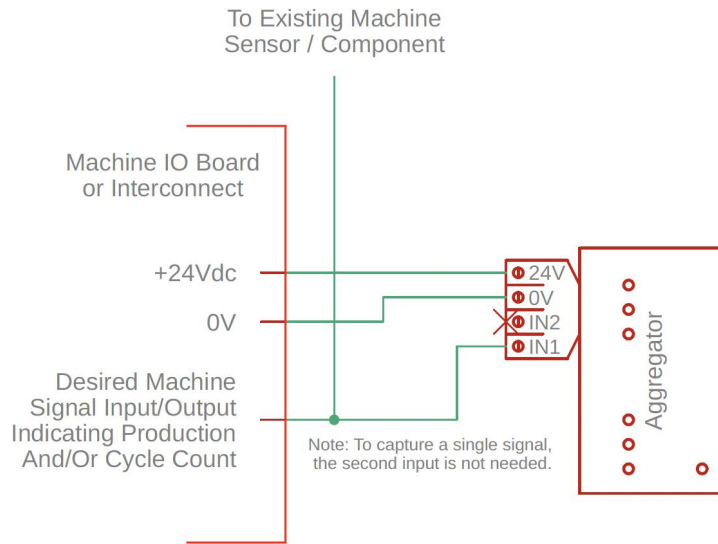 To Existing Machine
Sensor / Component
Machine IO Board
or Interconnect
+24Vdc
0V
Desired Machine
Signal Input/Output
Indicating Production
And/Or Cycle Count
24V
0V
IN2
IN1
Aggregator
Note: To capture a single signal,
the second input is not needed.